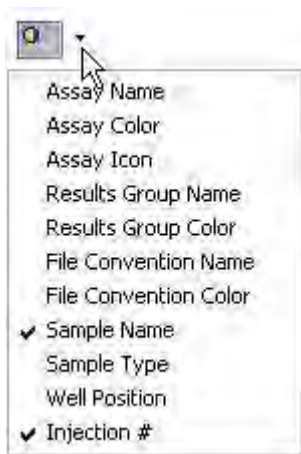 Assay Name
Assay Color
Assay Icon
Results Group Name
Results Group Color
File Convention Name
File Convention Color
Sample Name
Sample Type
Well Position
Injection #